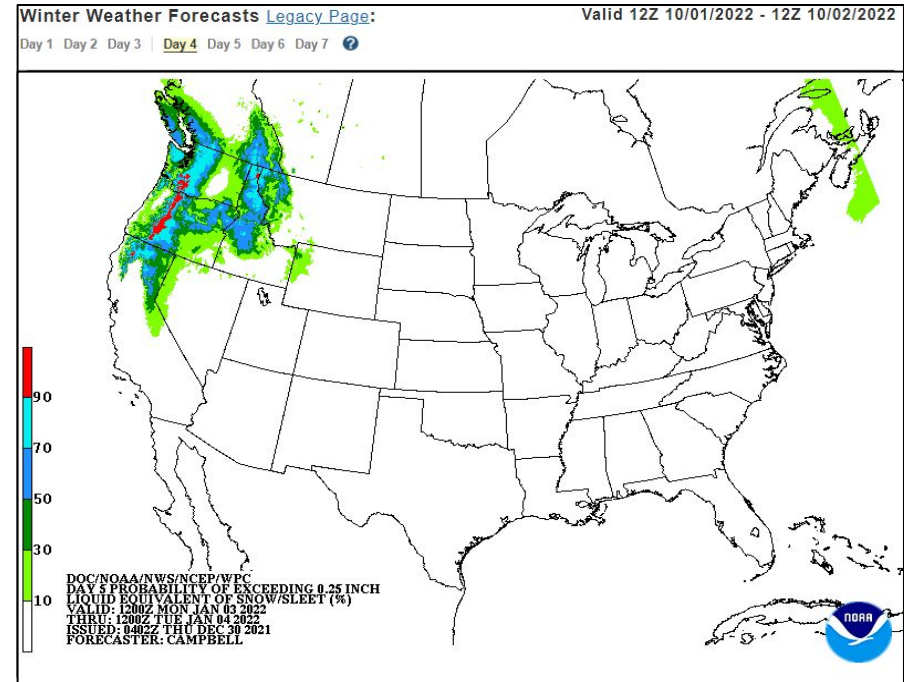 Winter Weather Forecasts Legacy Page:
Valid 12Z 10/01/2022 - 12Z 10/02/2022
Day 1 Day 2 Day 3 | Day 4 Day 5 Day 6 Day 7 ?
90
70
50
30
10
DOC/NOAA/NWS/NCEP/WPC
DAY 5 PROBABILITY OF EXCEEDING 0.25 INCH
LIQUID EQUIVALENT OF SNOW/SLEET (%)
VALID: 1200Z MON JAN 03 2022
THRU: 1200Z TUE JAN 04 2022
ISSUED: 0402Z THU DEC 30 2021
FORECASTER: CAMPBELL
NOAA